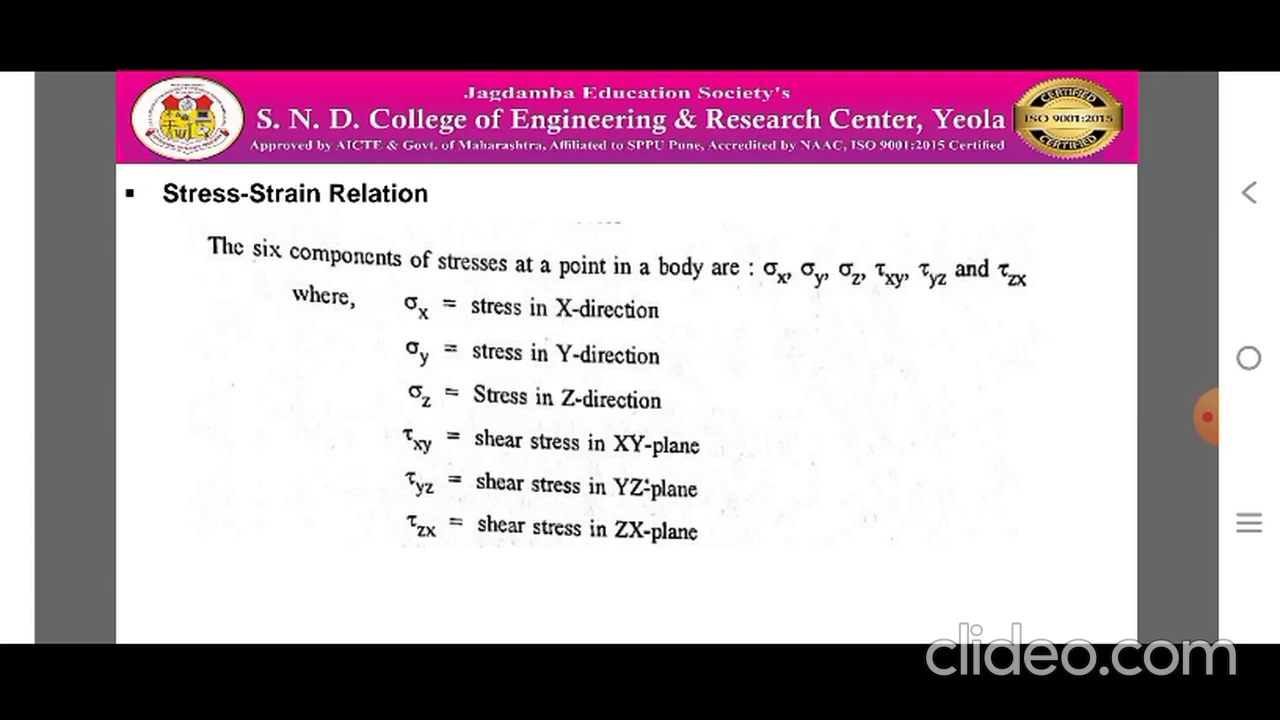 Jagdamba Education Society's
S. N. D. College of Engineering & Research Center, Yeola
Approved by AICTE & Govt. of Maharashtra, Affiliated to SPPU Pune, Accredited by NAAC, ISO 9001:2015 Certified
CERTIFIED
ISO 9001:2015
CERTIFIED
▪ Stress-Strain Relation
The six components of stresses at a point in a body are : σx, σy, σz, τxy, τyz and τzx
where, σx = stress in X-direction
σy = stress in Y-direction
σz = Stress in Z-direction
τxy = shear stress in XY-plane
τyz = shear stress in YZ-plane
τzx = shear stress in ZX-plane
clideo.com